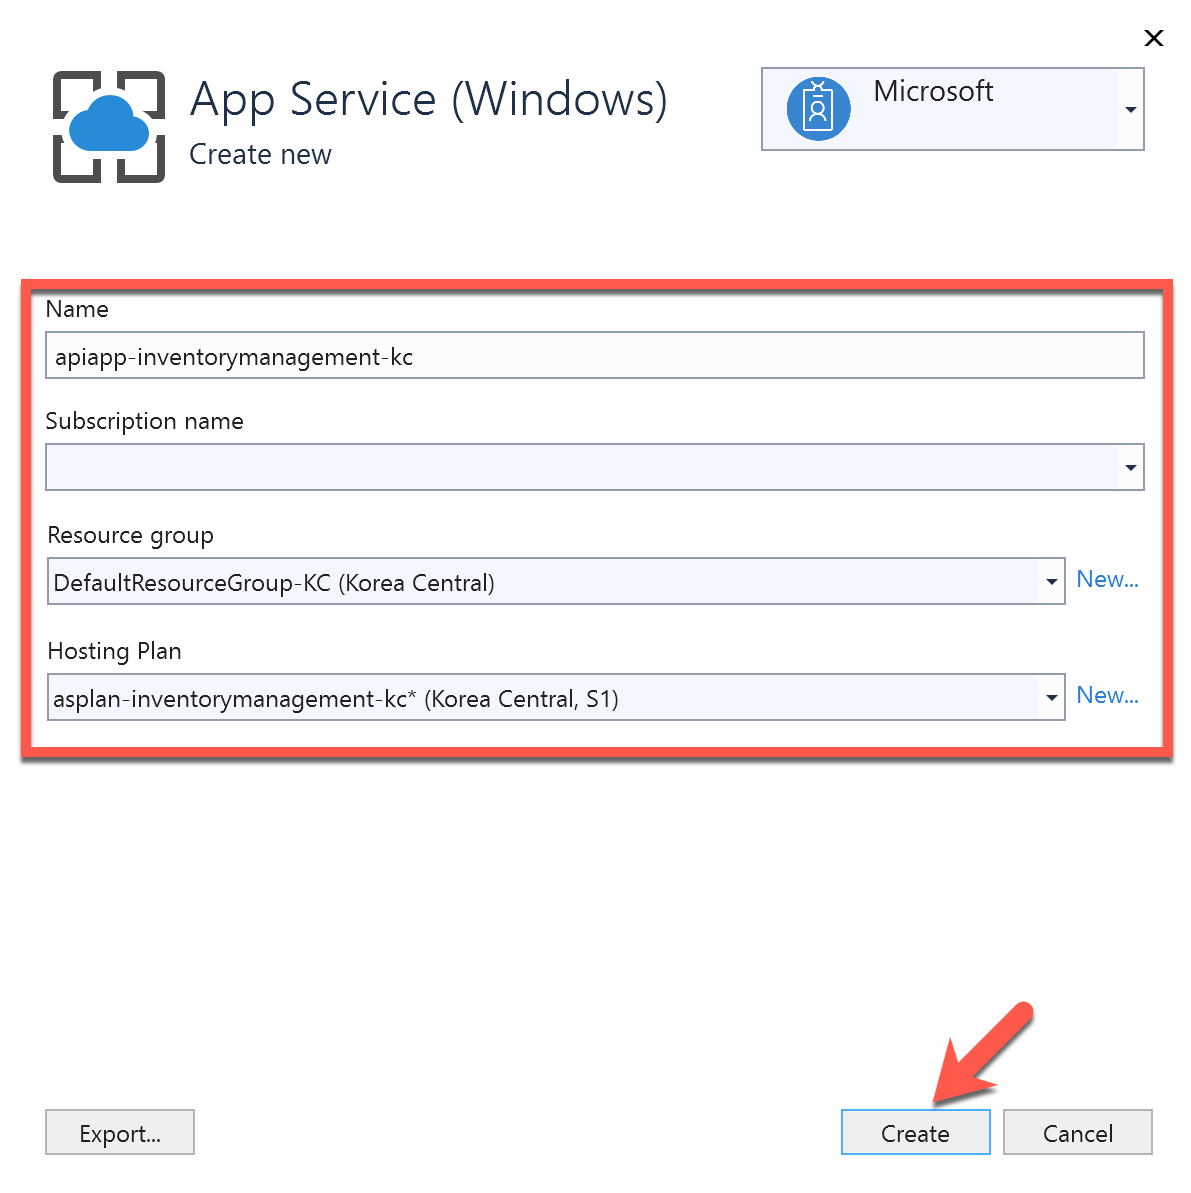 App Service (Windows)
Create new
Microsoft
Name
apiapp-inventorymanagement-kc
Subscription name
Resource group
DefaultResourceGroup-KC (Korea Central)
New...
Hosting Plan
asplan-inventorymanagement-kc* (Korea Central, S1)
New...
Export...
Create
Cancel